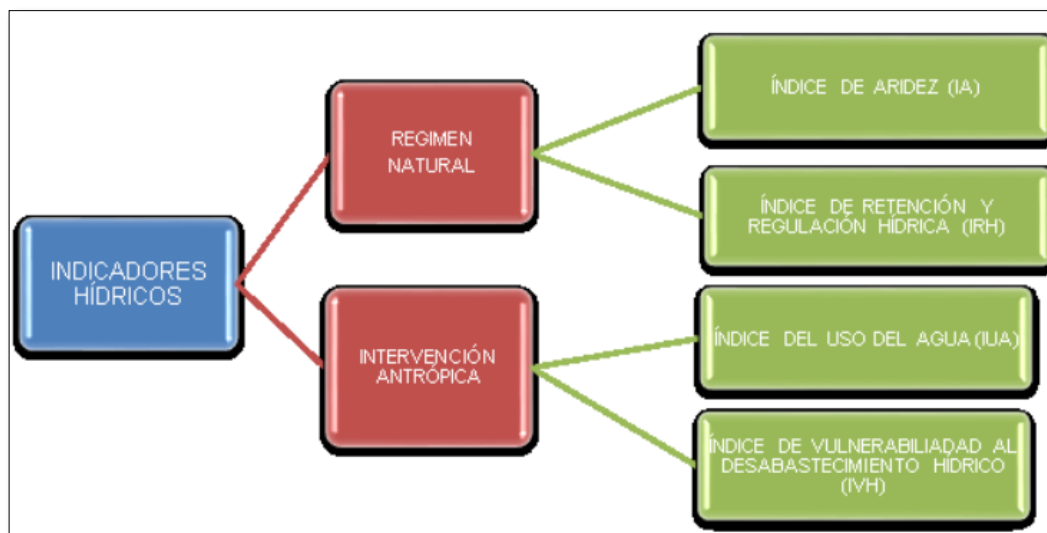 INDICADORES
HÍDRICOS
REGIMEN
NATURAL
INTERVENCIÓN
ANTRÓPICA
ÍNDICE DE ARIDEZ (IA)
ÍNDICE DE RETENCIÓN Y
REGULACIÓN HÍDRICA (IRH)
ÍNDICE DEL USO DEL AGUA (IUA)
ÍNDICE DE VULNERABILIADAD AL
DESABASTECIMIENTO HÍDRICO
(IVH)